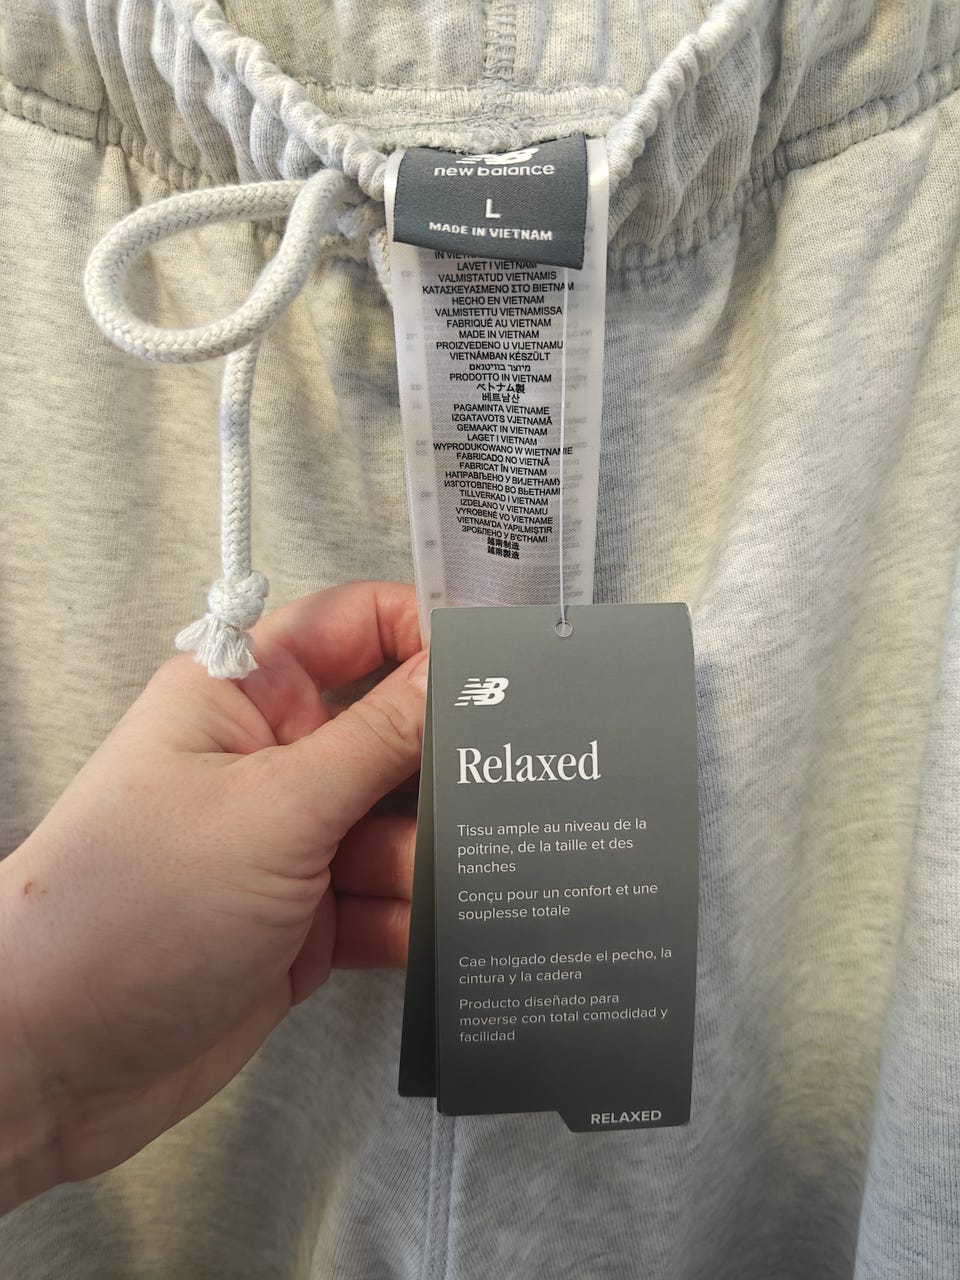 NB
new balance
L
MADE IN VIETNAM
LAVET I VIETNAM
VALMISTATUD VIETNAMIS
ΚΑΤΑΣΚΕΥΑΣΜΕΝΟ ΣΤΟ ΒΙΕΤΝΑΜ
HECHO EN VIETNAM
VALMISTETTU VIETNAMISSA
FABRIQUÉ AU VIETNAM
MADE IN VIETNAM
PROIZVEDENO U VIJETNAMU
VIETNÁMBAN KÉSZÜLT
מיוצר בווייטנאם
PRODOTTO IN VIETNAM
ベトナム製
베트남산
PAGAMINTA VIETNAME
IZGATAVOTS VJETNAMĀ
GEMAAKT IN VIETNAM
LAGET I VIETNAM
WYPRODUKOWANO W WIETNAMIE
FABRICADO NO VIETNÃ
FABRICAT ÎN VIETNAM
НАПРАВЉЕНО У ВИЈЕТНАМУ
ИЗГОТОВЛЕНО ВО ВЬЕТНАМЕ
TILLVERKAD I VIETNAM
IZDELANO V VIETNAMU
VYROBENÉ VO VIETNAME
VIETNAM'DA YAPILMIŞTIR
ЗРОБЛЕНО У В'ЄТНАМІ
越南制造
越南製造
NB
Relaxed
Tissu ample au niveau de la
poitrine, de la taille et des
hanches
Conçu pour un confort et une
souplesse totale
Cae holgado desde el pecho, la
cintura y la cadera
Producto diseñado para
moverse con total comodidad y
facilidad
RELAXED